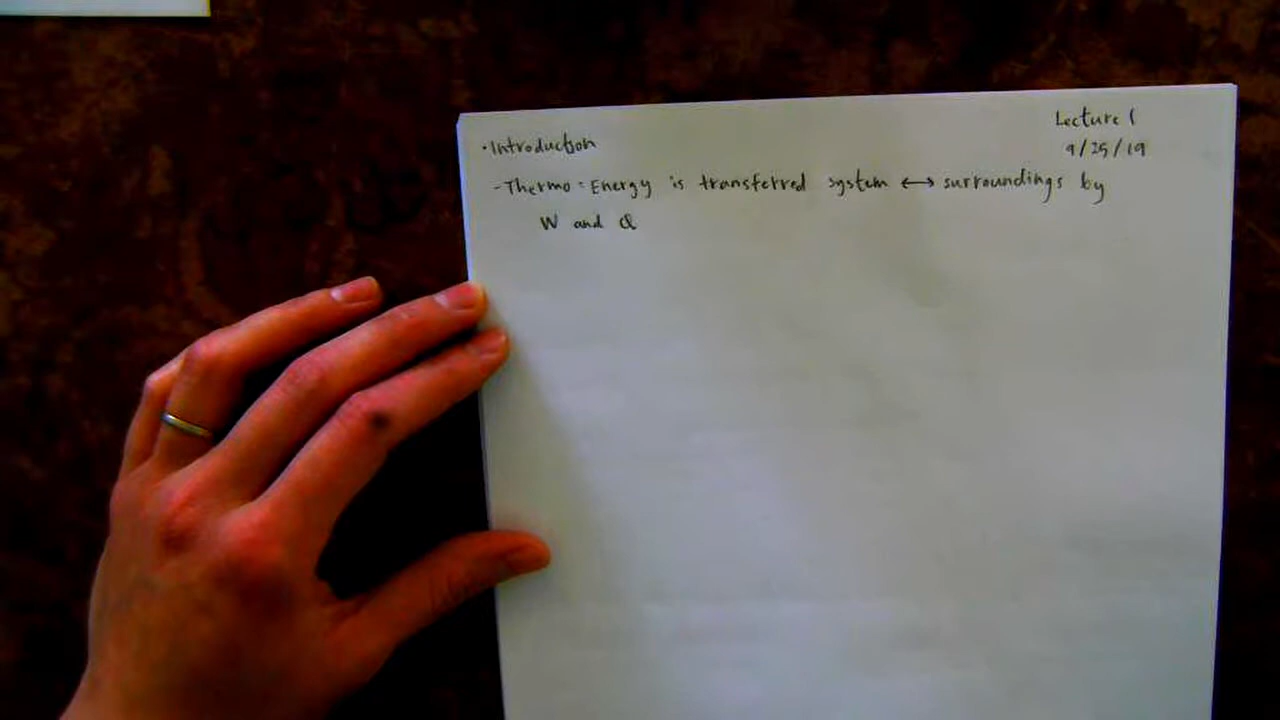 · Introduction
Lecture 1
9/25/19
- Thermo: Energy is transferred system ↔ surroundings by
W and Q